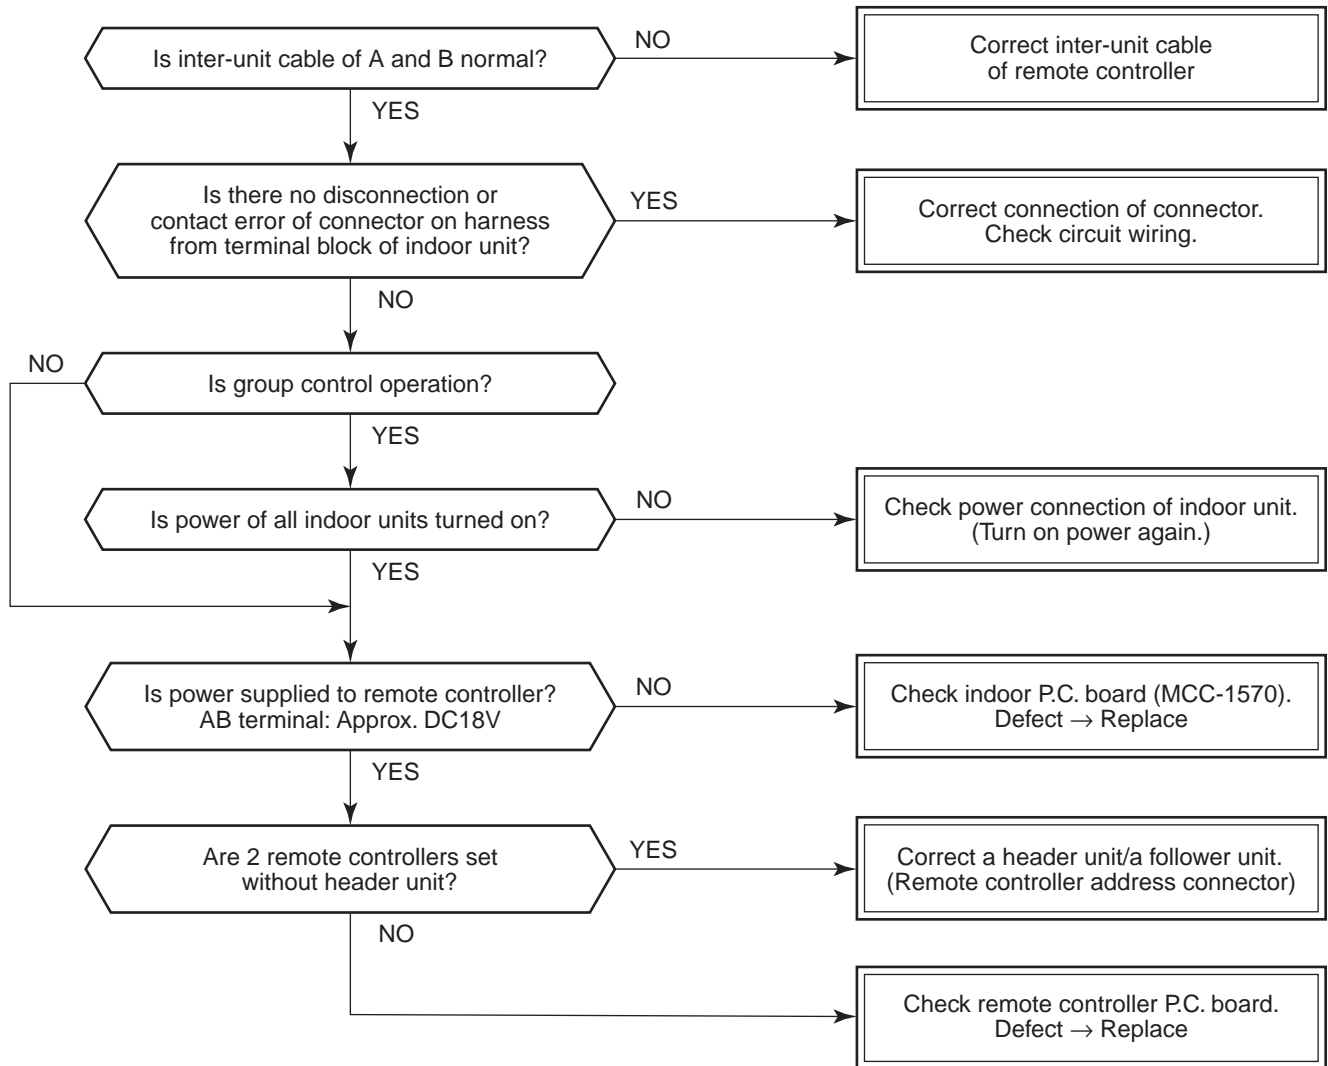 Is inter-unit cable of A and B normal?
NO
Correct inter-unit cable
of remote controller
YES
Is there no disconnection or
contact error of connector on harness
from terminal block of indoor unit?
YES
Correct connection of connector.
Check circuit wiring.
NO
NO
Is group control operation?
YES
Is power of all indoor units turned on?
NO
Check power connection of indoor unit.
(Turn on power again.)
YES
Is power supplied to remote controller?
AB terminal: Approx. DC18V
NO
Check indoor P.C. board (MCC-1570).
Defect → Replace
YES
Are 2 remote controllers set
without header unit?
YES
Correct a header unit/a follower unit.
(Remote controller address connector)
NO
Check remote controller P.C. board.
Defect → Replace